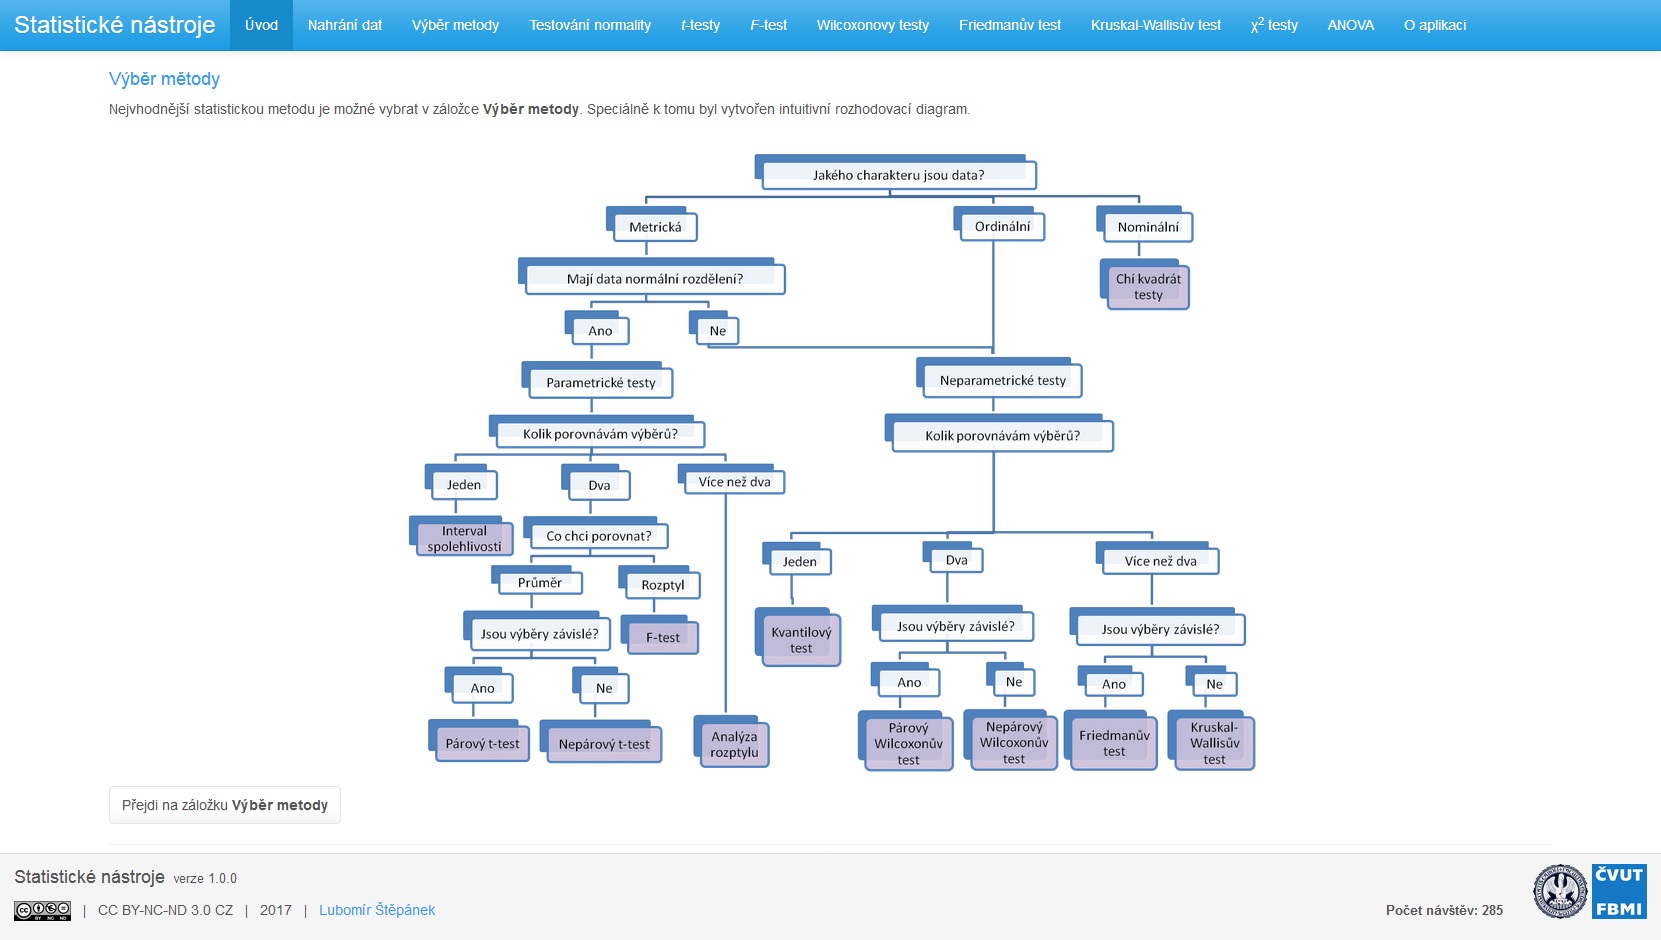 Statistické nástroje
Úvod
Nahrání dat
Výběr metody
Testování normality
t-testy
F-test
Wilcoxonovy testy
Friedmanův test
Kruskal-Wallisův test
χ² testy
ANOVA
O aplikaci
Výběr mětody
Nejvhodnější statistickou metodu je možné vybrat v záložce Výběr metody. Speciálně k tomu byl vytvořen intuitivní rozhodovací diagram.
Jakého charakteru jsou data?
Metrická
Ordinální
Nominální
Mají data normální rozdělení?
Chí kvadrát
testy
Ano
Ne
Parametrické testy
Neparametrické testy
Kolik porovnávám výběrů?
Kolik porovnávám výběrů?
Jeden
Dva
Více než dva
Interval
spolehlivosti
Co chci porovnat?
Jeden
Dva
Více než dva
Průměr
Rozptyl
Jsou výběry závislé?
F-test
Kvantilový
test
Jsou výběry závislé?
Jsou výběry závislé?
Ano
Ne
Ano
Ne
Ano
Ne
Párový t-test
Nepárový t-test
Analýza
rozptylu
Párový
Wilcoxonův
test
Nepárový
Wilcoxonův
test
Friedmanův
test
Kruskal-
Wallisův
test
Přejdi na záložku Výběr metody
Statistické nástroje verze 1.0.0
cc BY NC ND | CC BY-NC-ND 3.0 CZ | 2017 | Lubomír Štěpánek
Počet návštěv: 285
ČVUT
FBMI